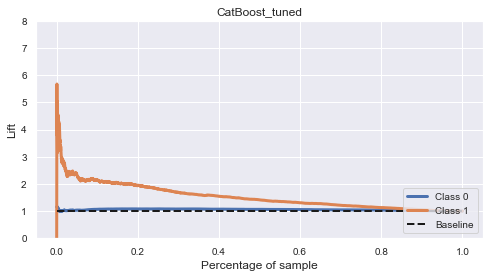 CatBoost_tuned
8
7
6
5
4
3
2
1
0
Lift
0.0 0.2 0.4 0.6 0.8 1.0
Percentage of sample
Class 0
Class 1
Baseline